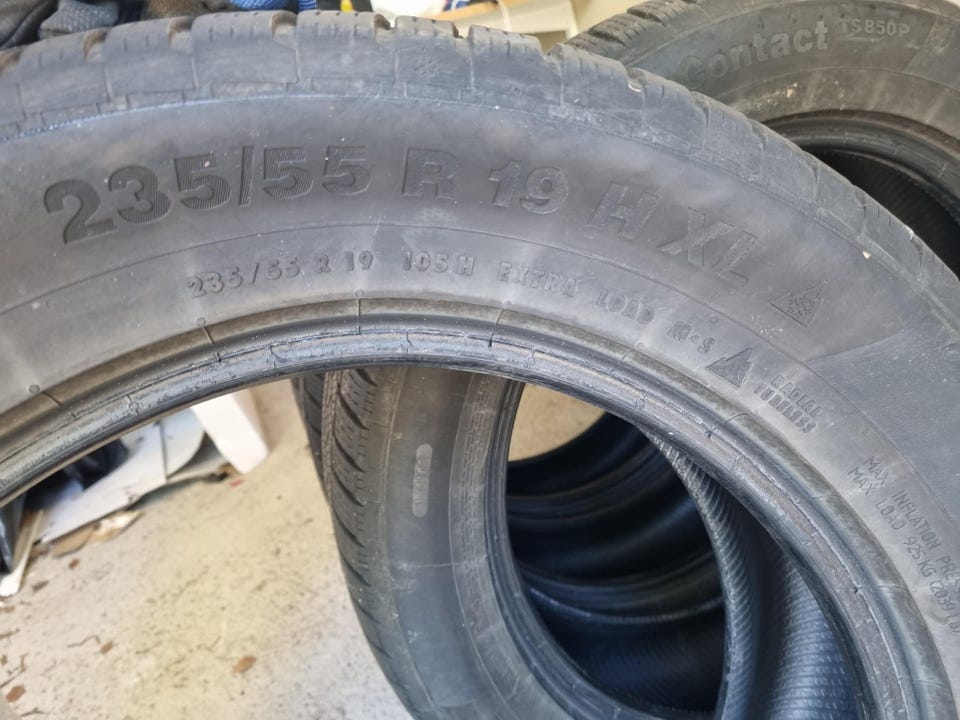 Contact TS850P
235/55 R 19 H XL
235/55 R 19 105 H EXTRA LOAD M+S
RADIAL
TUBELESS
MAX INFLATION
MAX LOAD 925 KG (2039